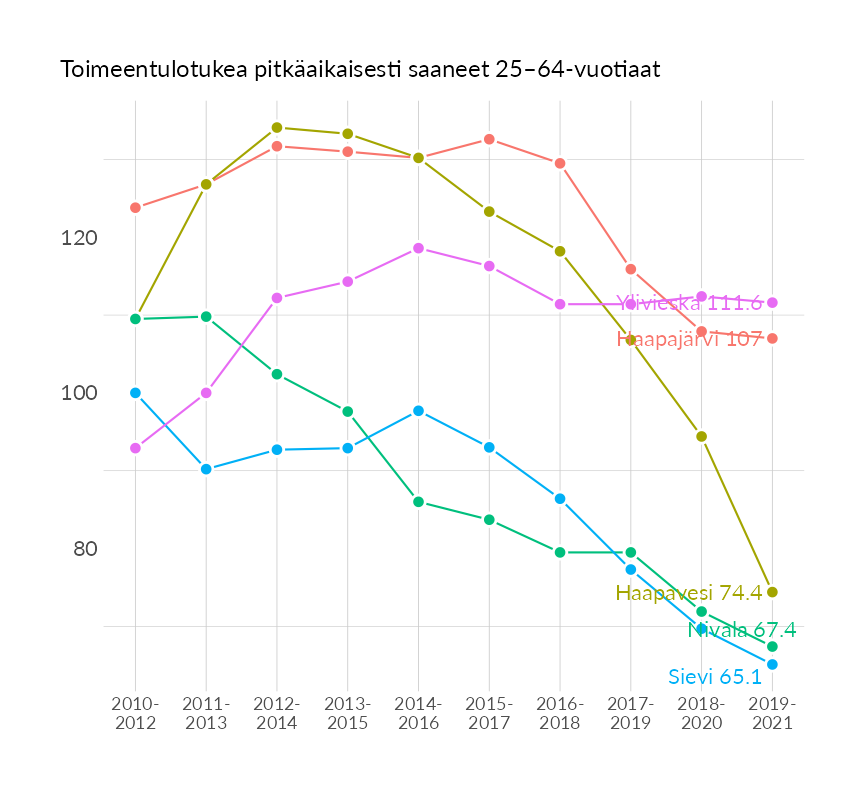 Toimeentulotukea pitkäaikaisesti saaneet 25–64-vuotiaat
120
100
80
Ylivieska 111.6
Haapajärvi 107
Haapavesi 74.4
Nivala 67.4
Sievi 65.1
2010- 2011- 2012- 2013- 2014- 2015- 2016- 2017- 2018- 2019-
2012 2013 2014 2015 2016 2017 2018 2019 2020 2021